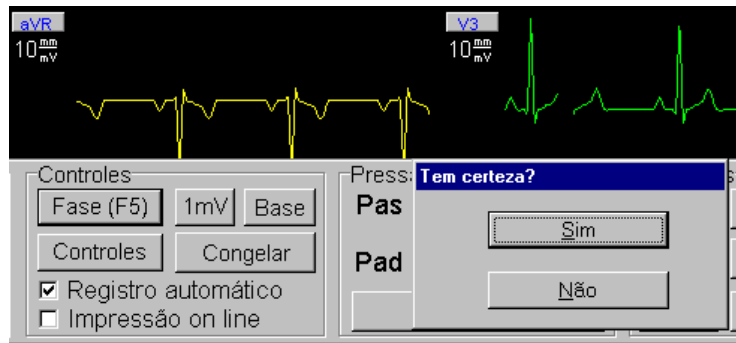 aVR
10 mm/mV
V3
10 mm/mV
Controles
Fase (F5)
1mV
Base
Controles
Congelar
Registro automático
Impressão on line
Pas
Pad
Tem certeza?
Sim
Não